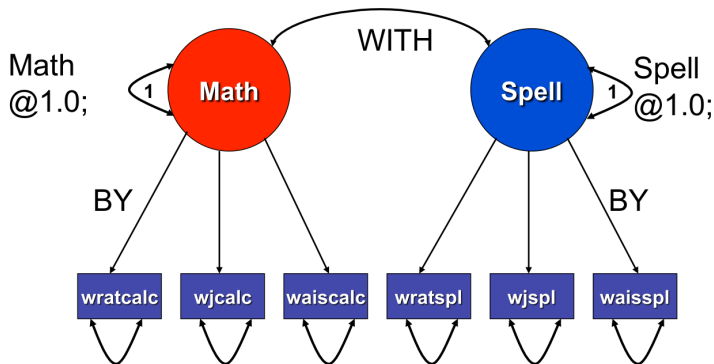 WITH
Math
@1.0;
1
Math
Spell
1
Spell
@1.0;
BY
BY
wratcalc
wjcalc
waiscalc
wratspl
wjspl
waisspl